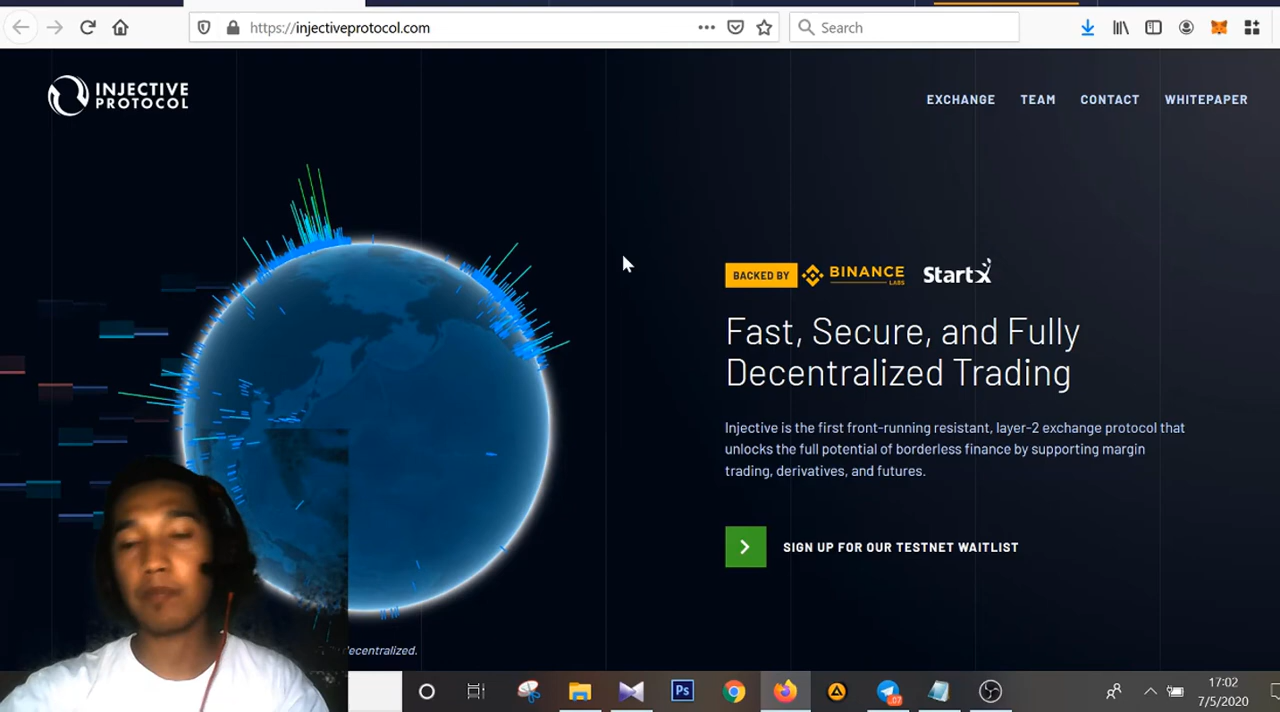 https://injectiveprotocol.com
Search
INJECTIVE
PROTOCOL
EXCHANGE
TEAM
CONTACT
WHITEPAPER
BACKED BY
BINANCE
LABS
StartX
Fast, Secure, and Fully
Decentralized Trading
Injective is the first front-running resistant, layer-2 exchange protocol that
unlocks the full potential of borderless finance by supporting margin
trading, derivatives, and futures.
SIGN UP FOR OUR TESTNET WAITLIST
decentralized.
Ps
17:02
7/5/2020